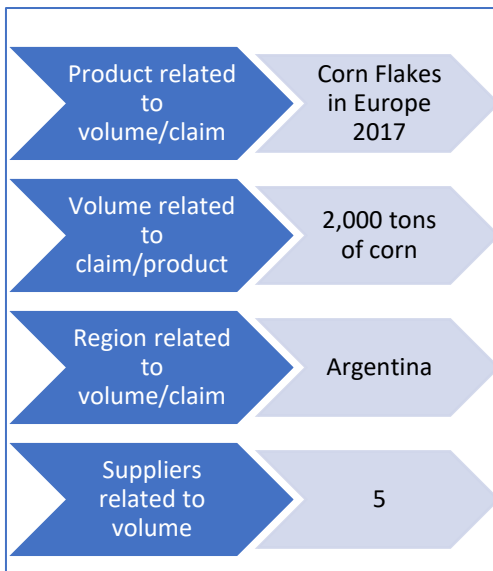 Product related
to
volume/claim
Corn Flakes
in Europe
2017
Volume related
to
claim/product
2,000 tons
of corn
Region related
to
volume/claim
Argentina
Suppliers
related to
volume
5